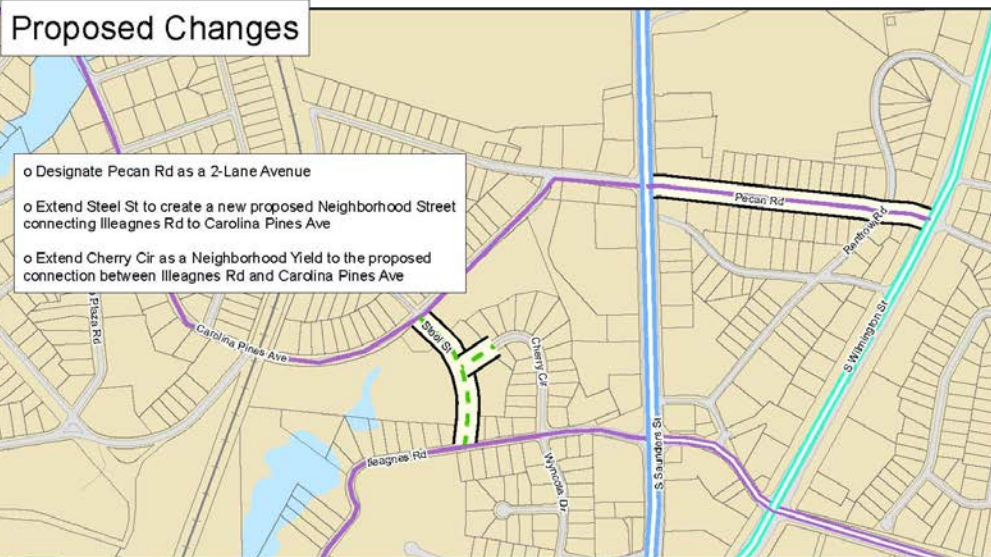 Proposed Changes
o Designate Pecan Rd as a 2-Lane Avenue
o Extend Steel St to create a new proposed Neighborhood Street
connecting Illeagnes Rd to Carolina Pines Ave
o Extend Cherry Cir as a Neighborhood Yield to the proposed
connection between Illeagnes Rd and Carolina Pines Ave
Pecan Rd
Renfrow Rd
Plaza Rd
Carolina Pines Ave
Steel St
Cherry Cir
S Wilmington St
S Saunders St
Ileagnes Rd
Wyncote Dr